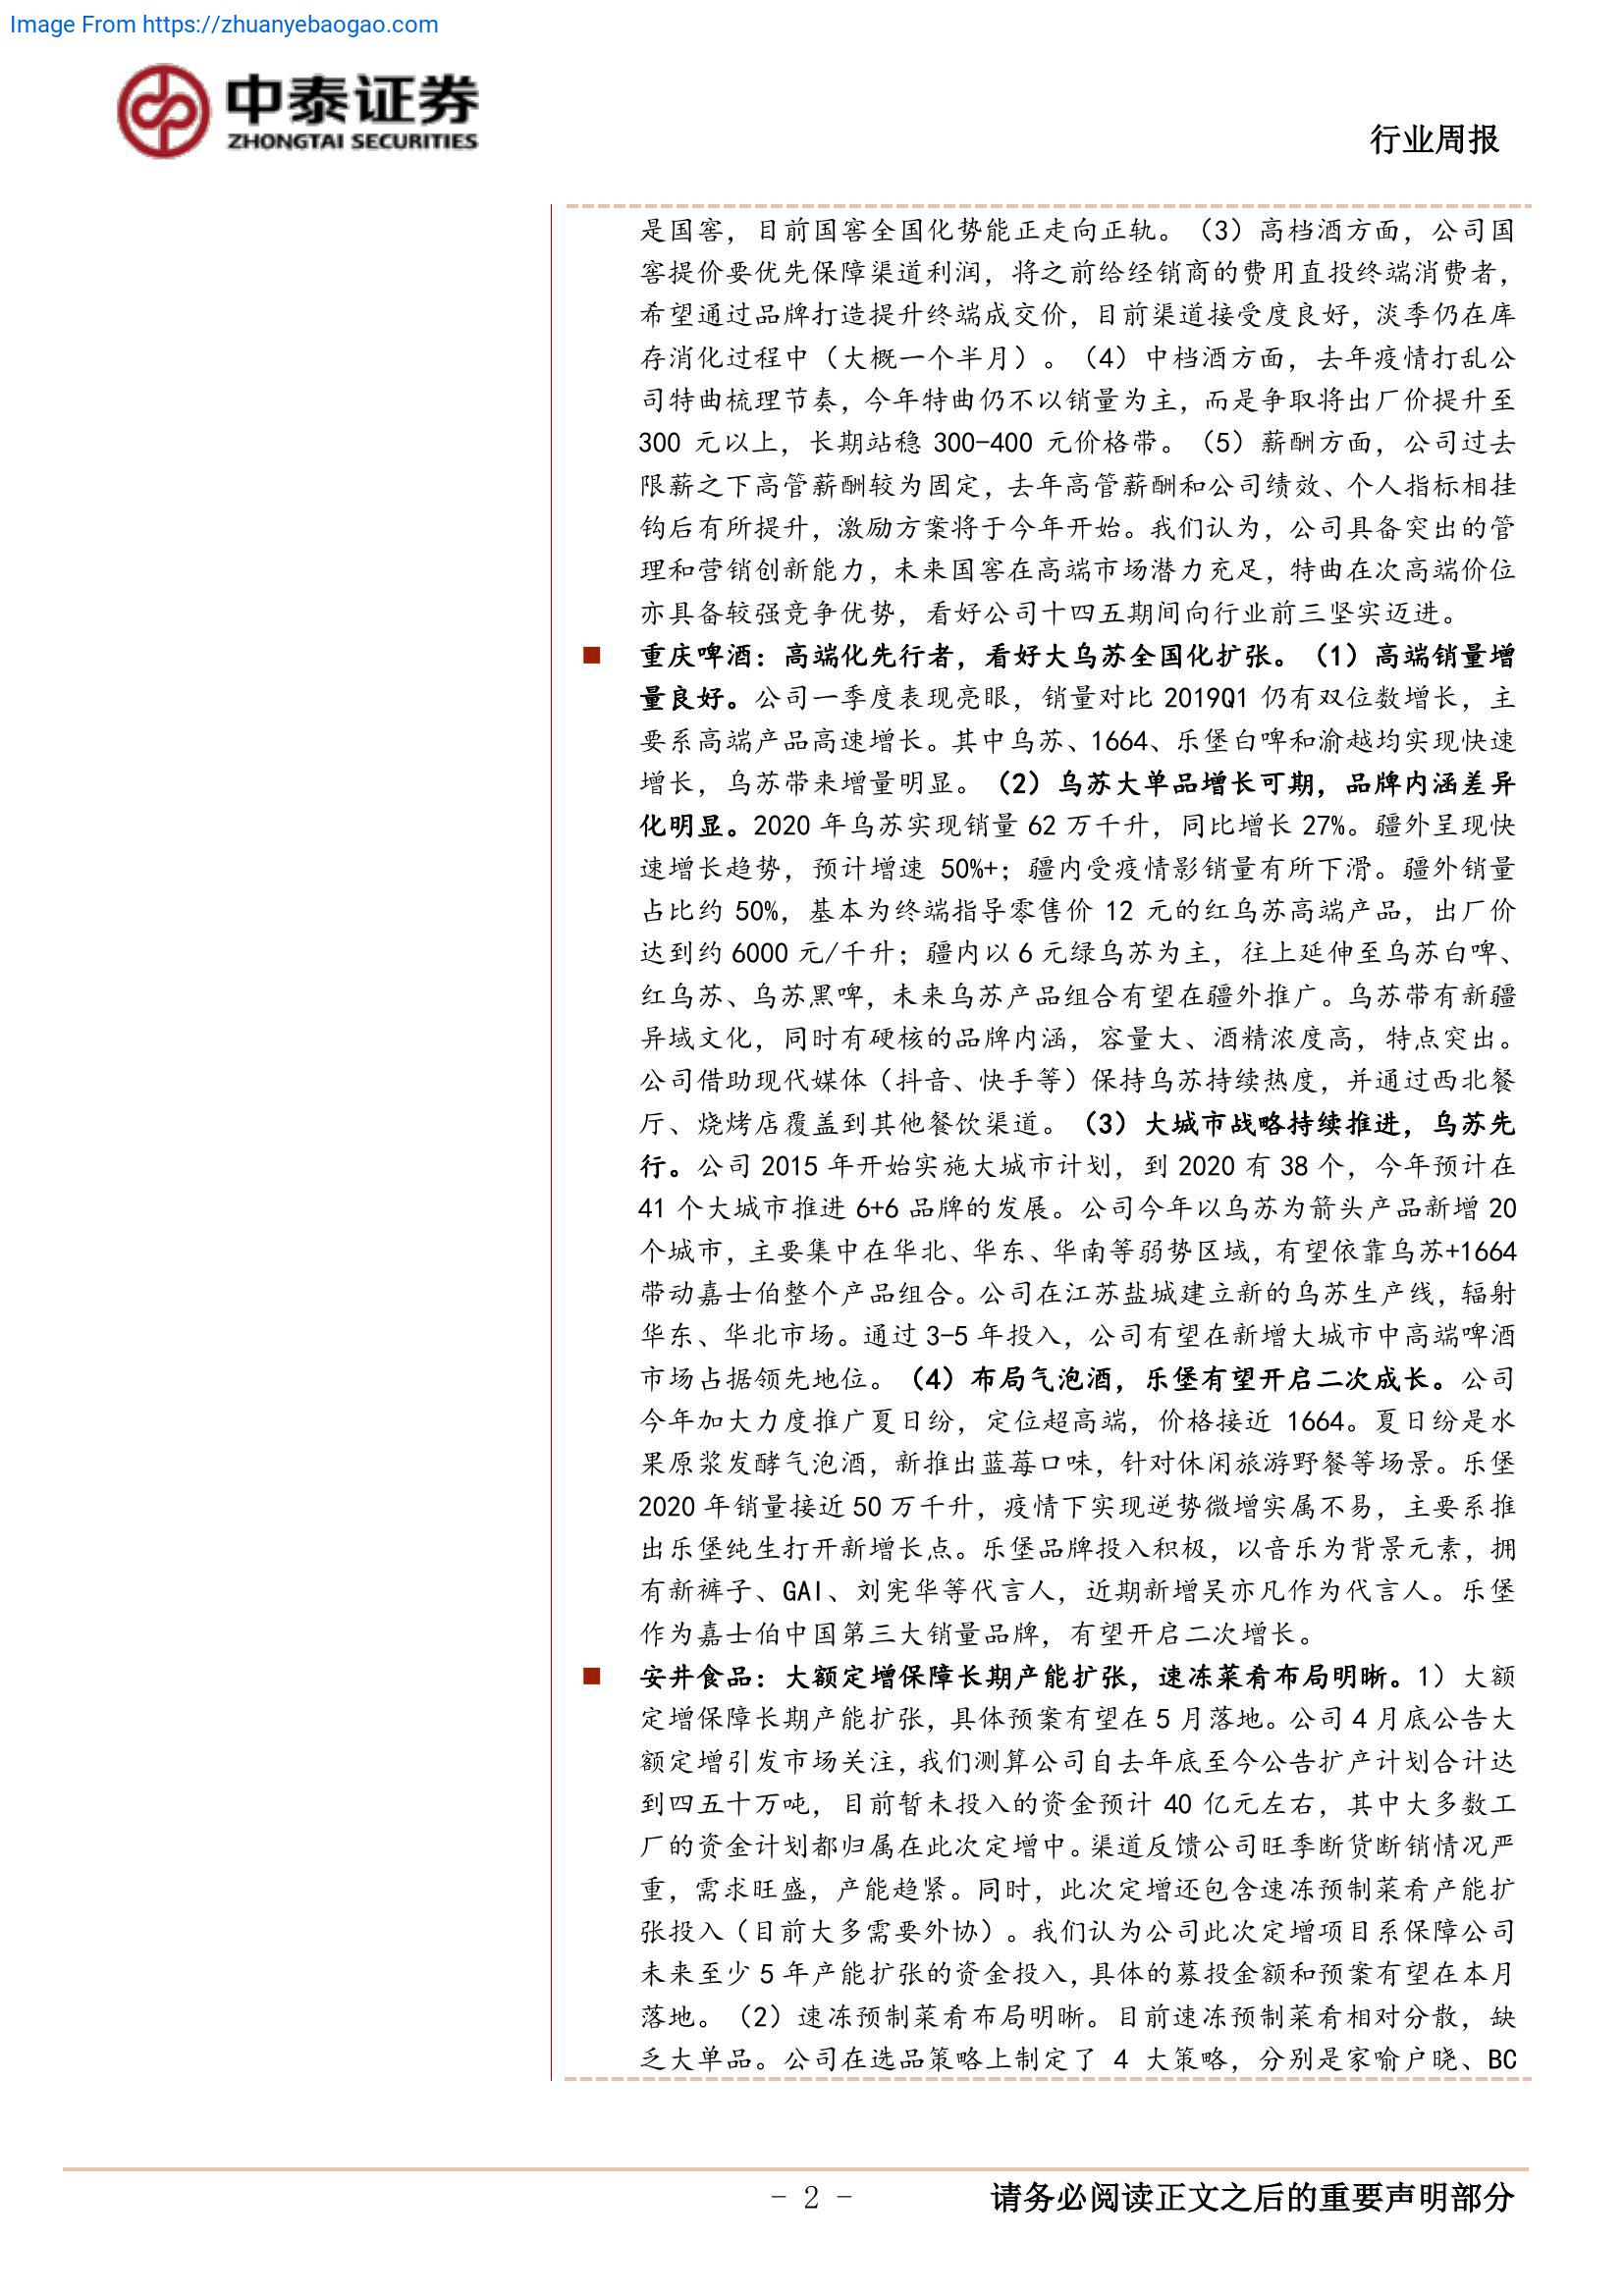 Image From https://zhuanyebaogao.com
中泰证券
ZHONGTAI SECURITIES
行业周报
是国窖，目前国窖全国化势能正走向正轨。（3）高档酒方面，公司国
窖提价要优先保障渠道利润，将之前给经销商的费用直投终端消费者，
希望通过品牌打造提升终端成交价，目前渠道接受度良好，淡季仍在库
存消化过程中（大概一个半月）。（4）中档酒方面，去年疫情打乱公
司特曲梳理节奏，今年特曲仍不以销量为主，而是争取将出厂价提升至
300 元以上，长期站稳 300-400 元价格带。（5）薪酬方面，公司过去
限薪之下高管薪酬较为固定，去年高管薪酬和公司绩效、个人指标相挂
钩后有所提升，激励方案将于今年开始。我们认为，公司具备突出的管
理和营销创新能力，未来国窖在高端市场潜力充足，特曲在次高端价位
亦具备较强竞争优势，看好公司十四五期间向行业前三坚实迈进。
■ 重庆啤酒：高端化先行者，看好大乌苏全国化扩张。（1）高端销量增
量良好。公司一季度表现亮眼，销量对比 2019Q1 仍有双位数增长，主
要系高端产品高速增长。其中乌苏、1664、乐堡白啤和渝越均实现快速
增长，乌苏带来增量明显。（2）乌苏大单品增长可期，品牌内涵差异
化明显。2020 年乌苏实现销量 62 万千升，同比增长 27%。疆外呈现快
速增长趋势，预计增速 50%+；疆内受疫情影销量有所下滑。疆外销量
占比约 50%，基本为终端指导零售价 12 元的红乌苏高端产品，出厂价
达到约 6000 元/千升；疆内以 6 元绿乌苏为主，往上延伸至乌苏白啤、
红乌苏、乌苏黑啤，未来乌苏产品组合有望在疆外推广。乌苏带有新疆
异域文化，同时有硬核的品牌内涵，容量大、酒精浓度高，特点突出。
公司借助现代媒体（抖音、快手等）保持乌苏持续热度，并通过西北餐
厅、烧烤店覆盖到其他餐饮渠道。（3）大城市战略持续推进，乌苏先
行。公司 2015 年开始实施大城市计划，到 2020 有 38 个，今年预计在
41 个大城市推进 6+6 品牌的发展。公司今年以乌苏为箭头产品新增 20
个城市，主要集中在华北、华东、华南等弱势区域，有望依靠乌苏+1664
带动嘉士伯整个产品组合。公司在江苏盐城建立新的乌苏生产线，辐射
华东、华北市场。通过 3-5 年投入，公司有望在新增大城市中高端啤酒
市场占据领先地位。（4）布局气泡酒，乐堡有望开启二次成长。公司
今年加大力度推广夏日纷，定位超高端，价格接近 1664。夏日纷是水
果原浆发酵气泡酒，新推出蓝莓口味，针对休闲旅游野餐等场景。乐堡
2020 年销量接近 50 万千升，疫情下实现逆势微增实属不易，主要系推
出乐堡纯生打开新增长点。乐堡品牌投入积极，以音乐为背景元素，拥
有新裤子、GAI、刘宪华等代言人，近期新增吴亦凡作为代言人。乐堡
作为嘉士伯中国第三大销量品牌，有望开启二次增长。
■ 安井食品：大额定增保障长期产能扩张，速冻菜肴布局明晰。1）大额
定增保障长期产能扩张，具体预案有望在 5 月落地。公司 4 月底公告大
额定增引发市场关注，我们测算公司自去年底至今公告扩产计划合计达
到四五十万吨，目前暂未投入的资金预计 40 亿元左右，其中大多数工
厂的资金计划都归属在此次定增中。渠道反馈公司旺季断货断销情况严
重，需求旺盛，产能趋紧。同时，此次定增还包含速冻预制菜肴产能扩
张投入（目前大多需要外协）。我们认为公司此次定增项目系保障公司
未来至少 5 年产能扩张的资金投入，具体的募投金额和预案有望在本月
落地。（2）速冻预制菜肴布局明晰。目前速冻预制菜肴相对分散，缺
乏大单品。公司在选品策略上制定了 4 大策略，分别是家喻户晓、BC
- 2 -
请务必阅读正文之后的重要声明部分